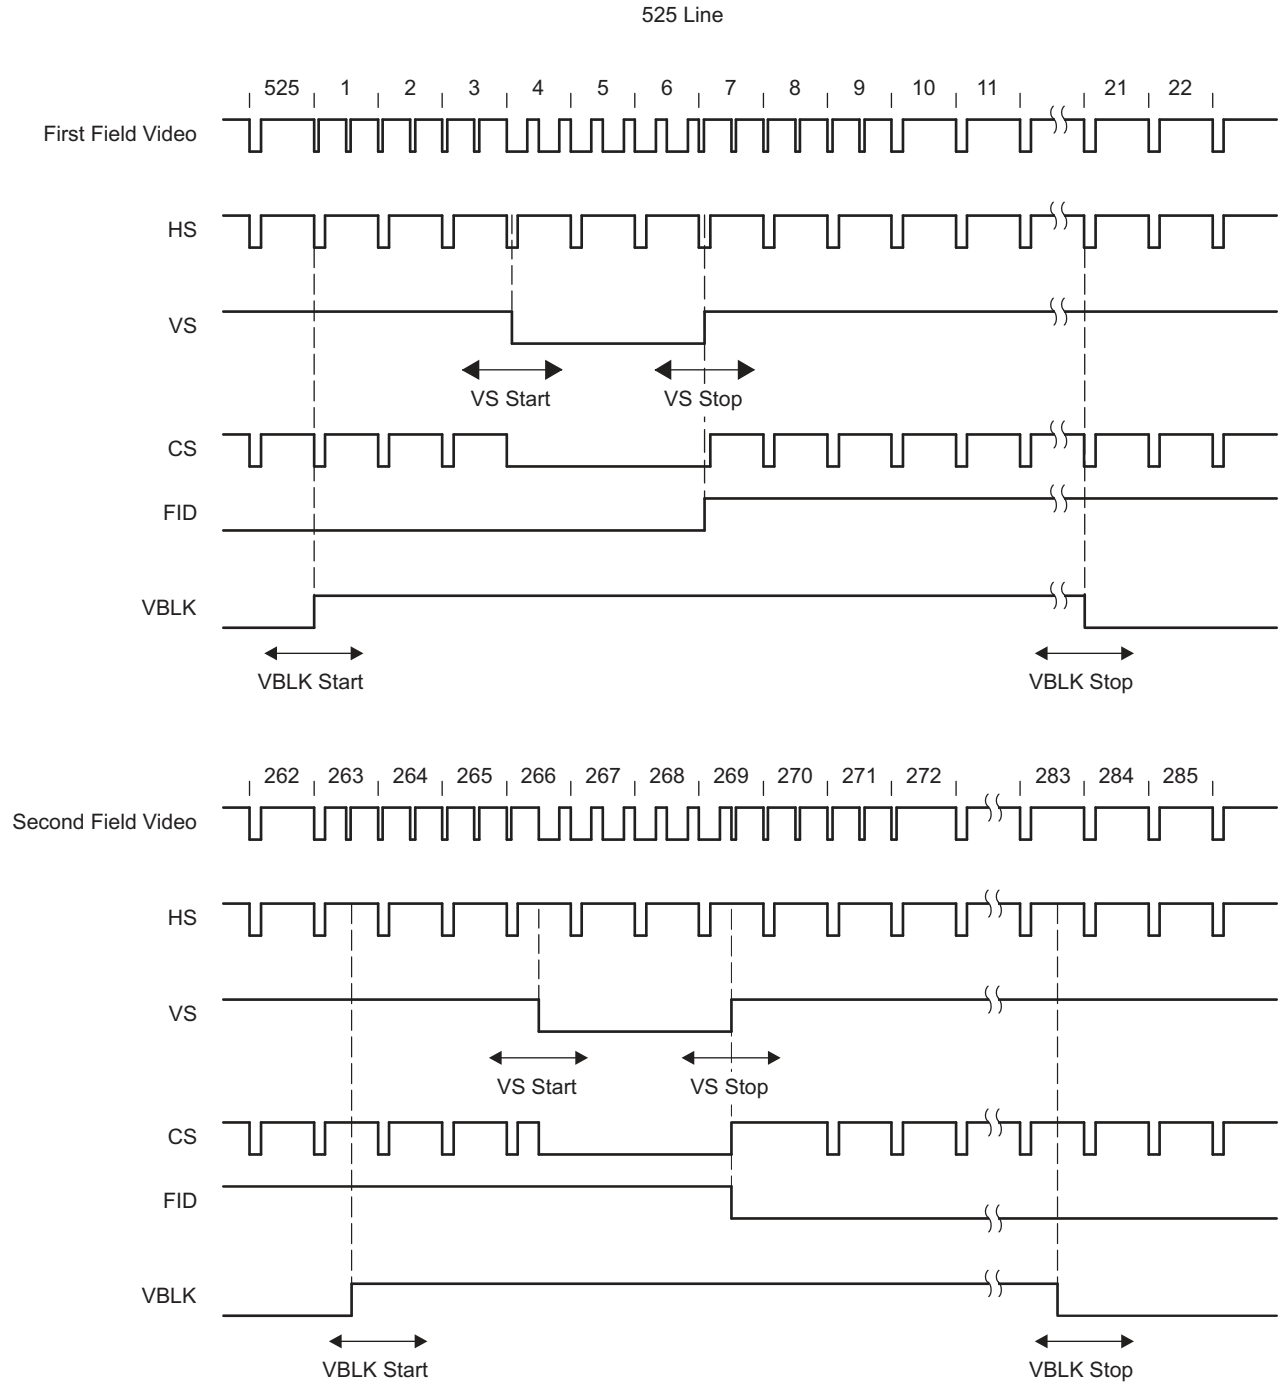 525 Line
525 1 2 3 4 5 6 7 8 9 10 11 21 22
First Field Video
HS
VS
VS Start VS Stop
CS
FID
VBLK
VBLK Start VBLK Stop
262 263 264 265 266 267 268 269 270 271 272 283 284 285
Second Field Video
HS
VS
VS Start VS Stop
CS
FID
VBLK
VBLK Start VBLK Stop